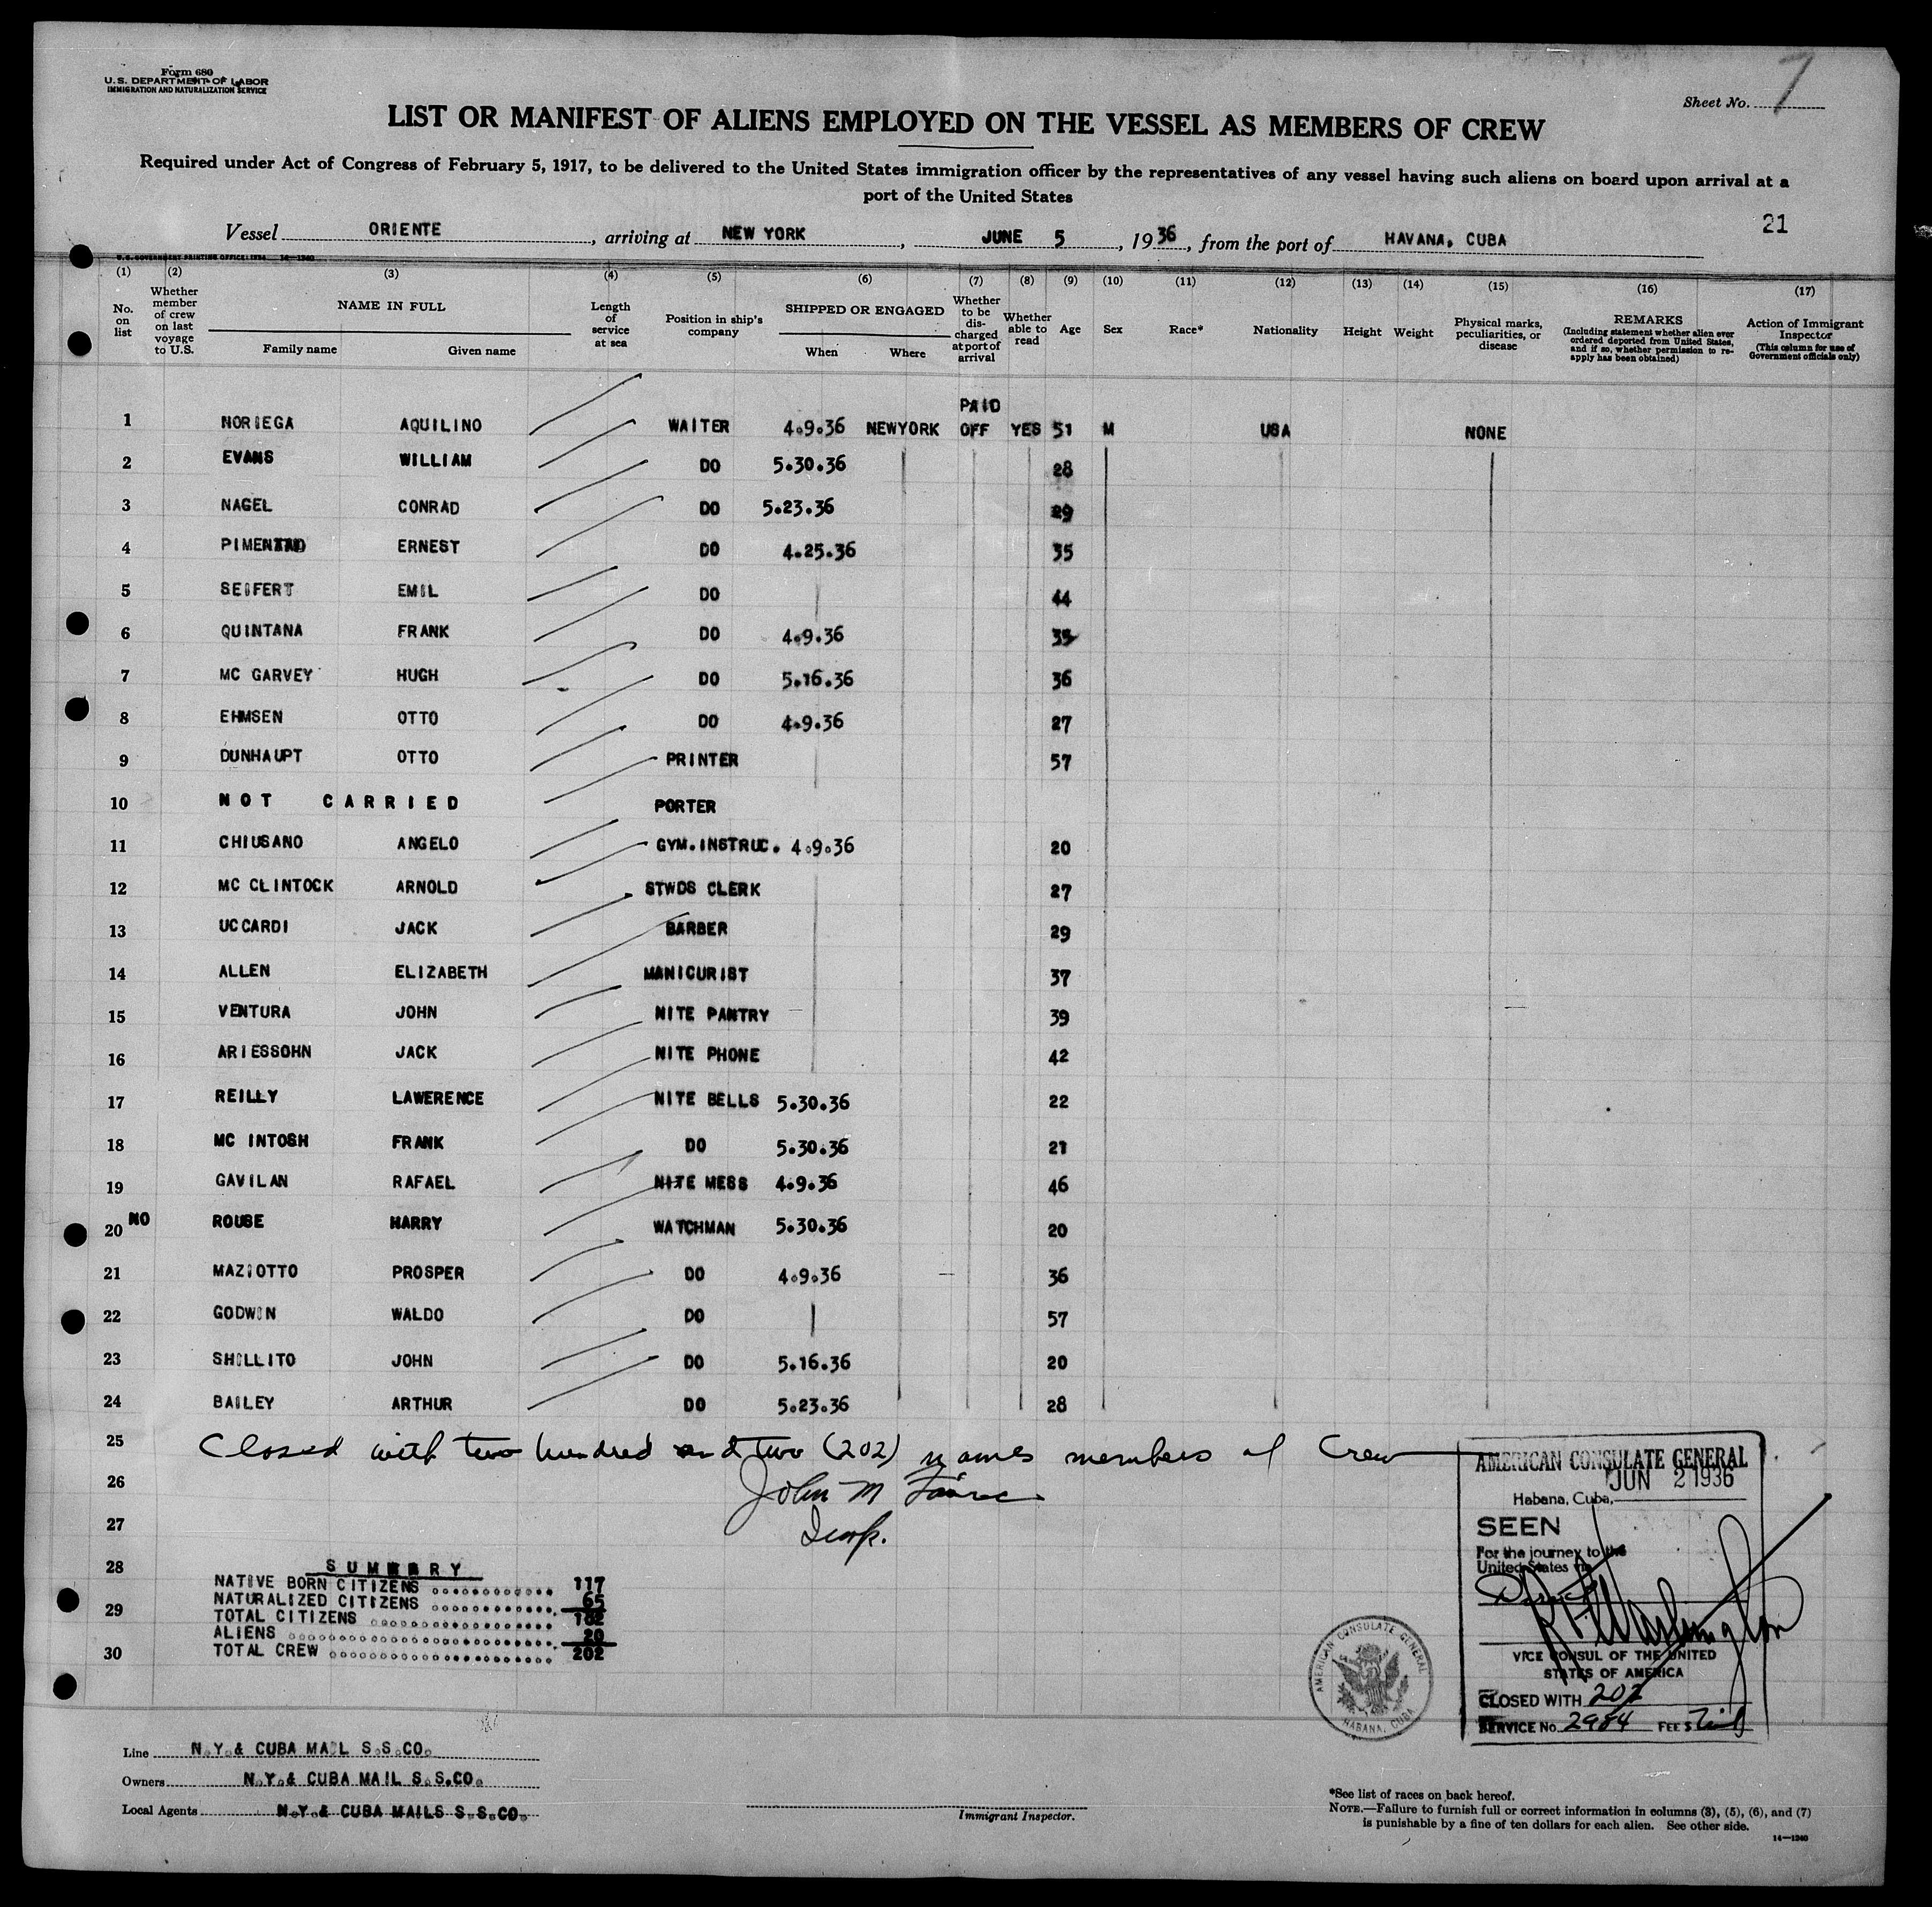 Form 680
U. S. DEPARTMENT OF LABOR
IMMIGRATION AND NATURALIZATION SERVICE
Sheet No. 7
LIST OR MANIFEST OF ALIENS EMPLOYED ON THE VESSEL AS MEMBERS OF CREW
Required under Act of Congress of February 5, 1917, to be delivered to the United States immigration officer by the representatives of any vessel having such aliens on board upon arrival at a
port of the United States
21
Vessel ORIENTE, arriving at NEW YORK, JUNE 5, 1936, from the port of HAVANA, CUBA
U. S. GOVERNMENT PRINTING OFFICE: 1934 14—1240
(1) (2) (3) (4) (5) (6) (7) (8) (9) (10) (11) (12) (13) (14) (15) (16) (17)
No. on list
Whether member of crew on last voyage to U.S.
NAME IN FULL
Family name Given name
Length of service at sea
Position in ship's company
SHIPPED OR ENGAGED
When Where
Whether to be discharged at port of arrival
Whether able to read
Age
Sex
Race*
Nationality
Height
Weight
Physical marks, peculiarities, or disease
REMARKS
(Including statement whether alien ever ordered deported from United States, and if so, whether permission to re-apply has been obtained)
Action of Immigrant Inspector
(This column for use of Government officials only)
1 NORIEGA AQUILINO WAITER 4.9.36 NEWYORK PAID OFF YES 51 M USA NONE
2 EVANS WILLIAM DO 5.30.36 28
3 NAGEL CONRAD DO 5.23.36 29
4 ERNEST DO 4.25.36 35
5 SEIFERT EMIL DO 44
6 QUINTANA FRANK DO 4.9.36 35
7 MC GARVEY HUGH DO 5.16.36 36
8 EHMSEN OTTO DO 4.9.36 27
9 DUNHAUPT OTTO PRINTER 57
10 NOT CARRIED PORTER
11 CHIUSANO ANGELO GYM.INSTRUC. 4.9.36 20
12 MC CLINTOCK ARNOLD STWDS CLERK 27
13 UCCARDI JACK BARBER 29
14 ALLEN ELIZABETH MANICURIST 37
15 VENTURA JOHN NITE PANTRY 39
16 ARIESSOHN JACK NITE PHONE 42
17 REILLY LAWERENCE NITE BELLS 5.30.36 22
18 MC INTOSH FRANK DO 5.30.36 21
19 GAVILAN RAFAEL NITE MESS 4.9.36 46
20 NO ROUSE HARRY WATCHMAN 5.30.36 20
21 MAZIOTTO PROSPER DO 4.9.36 36
22 GODWIN WALDO DO 57
23 SHILLITO JOHN DO 5.16.36 20
24 BAILEY ARTHUR DO 5.23.36 28
25 Closed with two hundred and two (202) names members of Crew
26 John M
27 Insp.
28 SUMMERY
NATIVE BORN CITIZENS 117
29 NATURALIZED CITIZENS 65
TOTAL CITIZENS 182
ALIENS 20
30 TOTAL CREW 202
AMERICAN CONSULATE GENERAL
JUN 2 1936
Habana, Cuba,
SEEN
For the journey to the
United States via
Direct
VICE CONSUL OF THE UNITED
STATES OF AMERICA
CLOSED WITH 202
SERVICE No. 2984 FEE $
AMERICAN CONSULATE GENERAL
HABANA, CUBA
Line N.Y.& CUBA MAIL S.S.CO.
Owners N.Y.& CUBA MAIL S.S.CO.
Local Agents N.Y.& CUBA MAILS S.S.CO.
Immigrant Inspector.
*See list of races on back hereof.
NOTE.—Failure to furnish full or correct information in columns (3), (5), (6), and (7)
is punishable by a fine of ten dollars for each alien. See other side.
14—1240